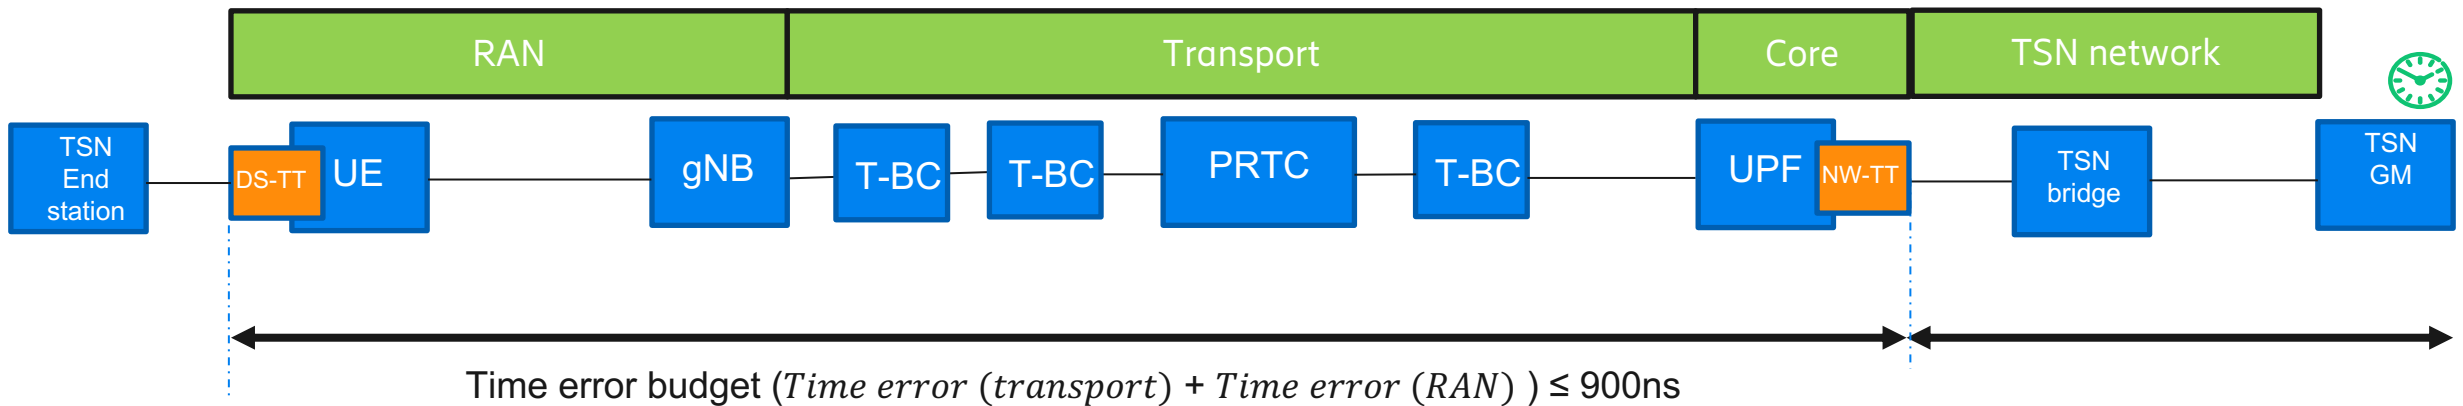 RAN
Transport
Core
TSN network
TSN
End
station
DS-TT
UE
gNB
T-BC
T-BC
PRTC
T-BC
UPF
NW-TT
TSN
bridge
TSN
GM
Time error budget (Time error (transport) + Time error (RAN) ) ≤ 900ns